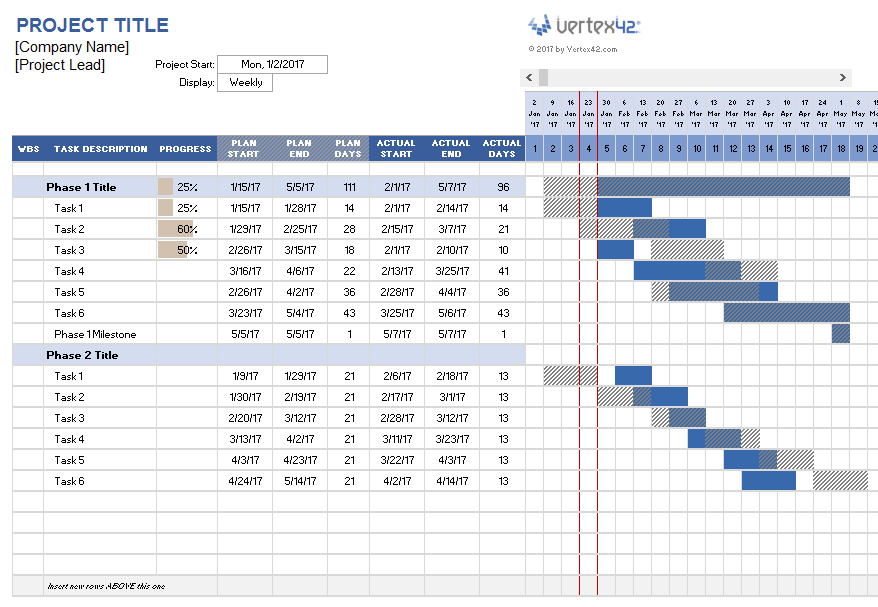 PROJECT TITLE
vertex42
[Company Name]
© 2017 by Vertex42.com
[Project Lead]
Project Start: Mon, 1/2/2017
Display: Weekly
2 9 16 23 30 6 13 20 27 6 13 20 27 3 10 17 24 1 8 15
Jan Jan Jan Jan Jan Feb Feb Feb Feb Mar Mar Mar Mar Apr Apr Apr Apr May May
'17 '17 '17 '17 '17 '17 '17 '17 '17 '17 '17 '17 '17 '17 '17 '17 '17 '17 '17
WBS TASK DESCRIPTION PROGRESS PLAN START PLAN END PLAN DAYS ACTUAL START ACTUAL END ACTUAL DAYS 1 2 3 4 5 6 7 8 9 10 11 12 13 14 15 16 17 18 19
Phase 1 Title 25% 1/15/17 5/5/17 111 2/1/17 5/7/17 96
Task 1 25% 1/15/17 1/28/17 14 2/1/17 2/14/17 14
Task 2 60% 1/29/17 2/25/17 28 2/15/17 3/7/17 21
Task 3 50% 2/26/17 3/15/17 18 2/1/17 2/10/17 10
Task 4 3/16/17 4/6/17 22 2/13/17 3/25/17 41
Task 5 2/26/17 4/2/17 36 2/28/17 4/4/17 36
Task 6 3/23/17 5/4/17 43 3/25/17 5/6/17 43
Phase 1 Milestone 5/5/17 5/5/17 1 5/7/17 5/7/17 1
Phase 2 Title
Task 1 1/9/17 1/29/17 21 2/6/17 2/18/17 13
Task 2 1/30/17 2/19/17 21 2/17/17 3/1/17 13
Task 3 2/20/17 3/12/17 21 2/28/17 3/12/17 13
Task 4 3/13/17 4/2/17 21 3/11/17 3/23/17 13
Task 5 4/3/17 4/23/17 21 3/22/17 4/3/17 13
Task 6 4/24/17 5/14/17 21 4/2/17 4/14/17 13
Insert new rows ABOVE this one